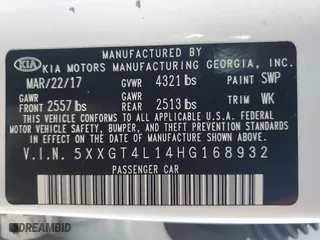 MANUFACTURED BY
KIA KIA MOTORS MANUFACTURING GEORGIA, INC.
MAR/22/17 GVWR 4321 lbs PAINT SWP
GAWR FRONT 2557 lbs GAWR REAR 2513 lbs TRIM WK
THIS VEHICLE CONFORMS TO ALL APPLICABLE U.S. FEDERAL
MOTOR VEHICLE SAFETY, BUMPER, AND THEFT PREVENTION
STANDARDS IN EFFECT ON THE DATE OF MANUFACTURE SHOWN ABOVE.
V.I.N. 5XXGT4L14HG168932
PASSENGER CAR
DREAMBID